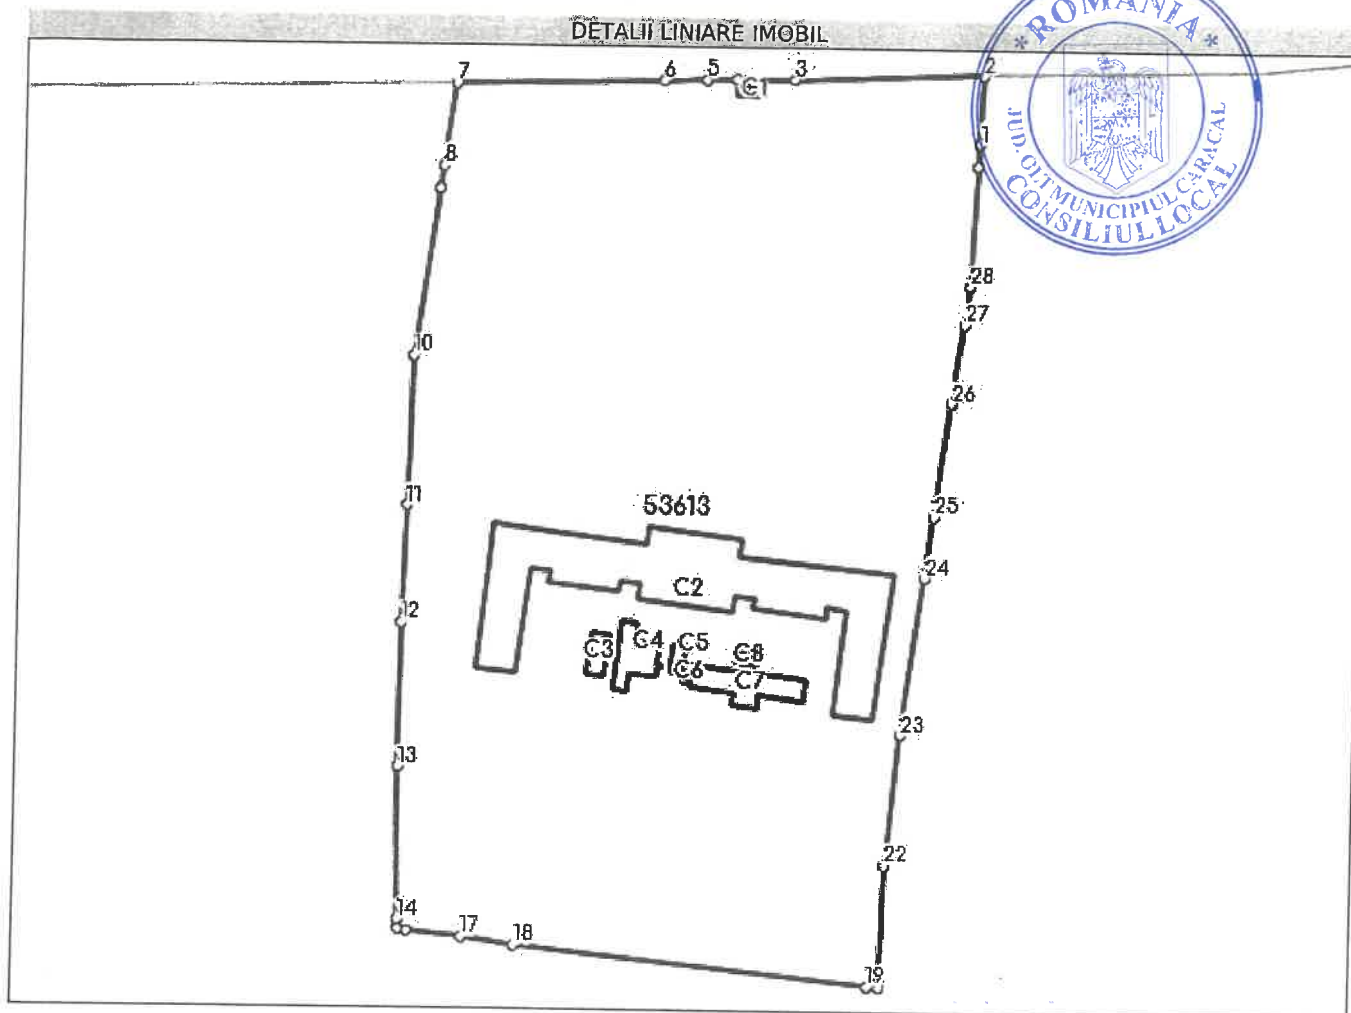 DETALII LINIARE IMOBIL
* ROMANIA *
JUD. OLT MUNICIPIUL CARACAL
CONSILIUL LOCAL
7
6
5
3
2
C1
1
8
28
27
10
26
11
25
53613
24
C2
12
C3
C4
C5
C6
C8
C7
23
13
22
14
17
18
19